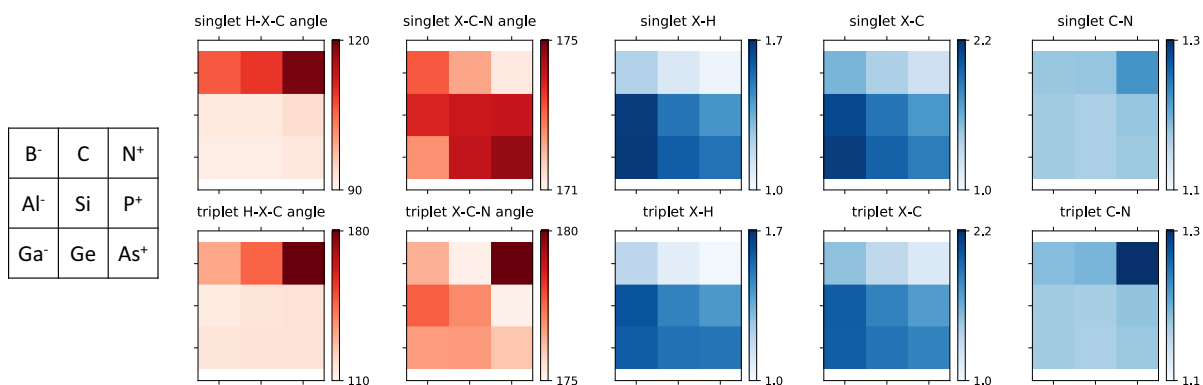 singlet H-X-C angle
120
90
singlet X-C-N angle
175
171
singlet X-H
1.7
1.0
singlet X-C
2.2
1.0
singlet C-N
1.3
1.1
B- C N+
Al- Si P+
Ga- Ge As+
triplet H-X-C angle
180
110
triplet X-C-N angle
180
175
triplet X-H
1.7
1.0
triplet X-C
2.2
1.0
triplet C-N
1.3
1.1